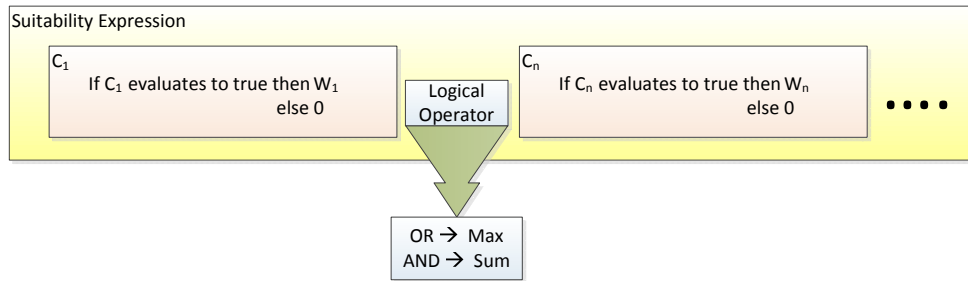 Suitability Expression
C₁
If C₁ evaluates to true then W₁
else 0
Logical
Operator
Cₙ
If Cₙ evaluates to true then Wₙ
else 0
....
OR → Max
AND → Sum